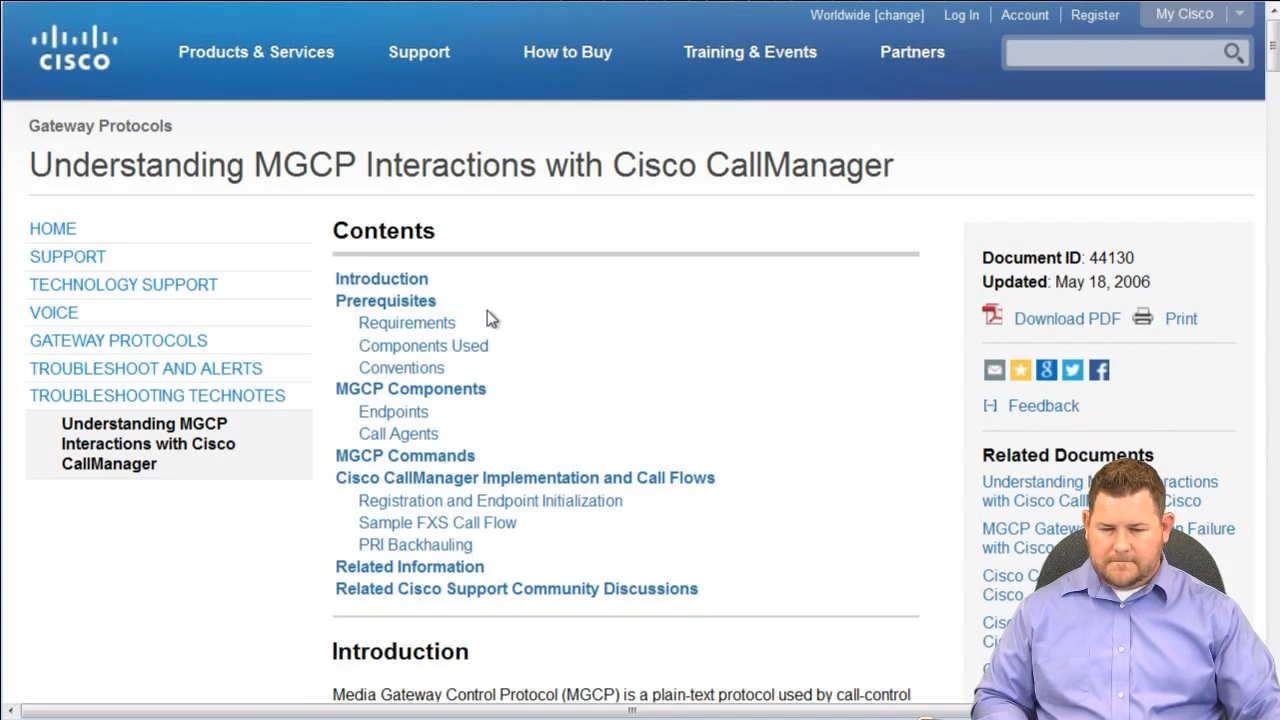 Worldwide [change] Log In Account Register My Cisco
CISCO
Products & Services Support How to Buy Training & Events Partners
Gateway Protocols
Understanding MGCP Interactions with Cisco CallManager
HOME
SUPPORT
TECHNOLOGY SUPPORT
VOICE
GATEWAY PROTOCOLS
TROUBLESHOOT AND ALERTS
TROUBLESHOOTING TECHNOTES
Understanding MGCP
Interactions with Cisco
CallManager
Contents
Introduction
Prerequisites
Requirements
Components Used
Conventions
MGCP Components
Endpoints
Call Agents
MGCP Commands
Cisco CallManager Implementation and Call Flows
Registration and Endpoint Initialization
Sample FXS Call Flow
PRI Backhauling
Related Information
Related Cisco Support Community Discussions
Introduction
Media Gateway Control Protocol (MGCP) is a plain-text protocol used by call-control
Document ID: 44130
Updated: May 18, 2006
Download PDF Print
Feedback
Related Documents
Understanding
with Cisco Cisco
MGCP Failure
with Cisco
Cisco
Cisco